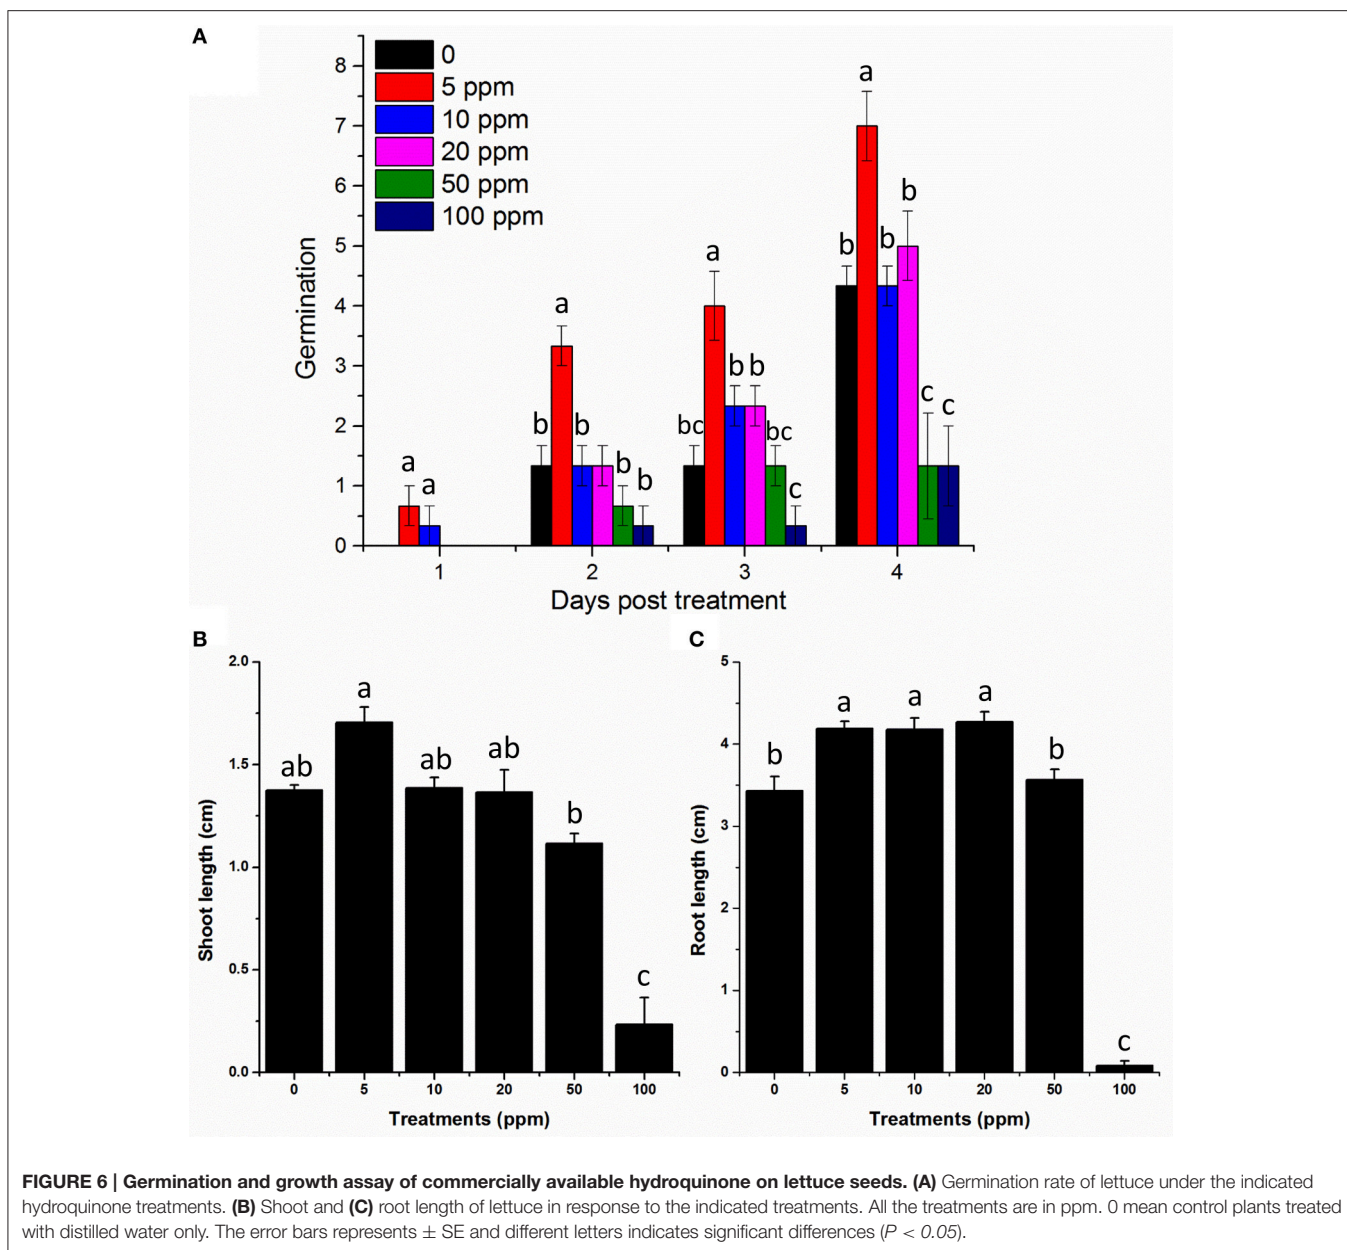 A
0
5 ppm
10 ppm
20 ppm
50 ppm
100 ppm
Germination
8
7
6
5
4
3
2
1
0
a
a
b
a
b
b
b
bc
a
b
b
bc
c
b
a
b
b
c
c
1
2
3
4
Days post treatment
B
Shoot length (cm)
2.0
1.5
1.0
0.5
0.0
ab
a
ab
ab
b
c
0
5
10
20
50
100
Treatments (ppm)
C
Root length (cm)
5
4
3
2
1
0
b
a
a
a
b
c
0
5
10
20
50
100
Treatments (ppm)
FIGURE 6 | Germination and growth assay of commercially available hydroquinone on lettuce seeds. (A) Germination rate of lettuce under the indicated
hydroquinone treatments. (B) Shoot and (C) root length of lettuce in response to the indicated treatments. All the treatments are in ppm. 0 mean control plants treated
with distilled water only. The error bars represents ± SE and different letters indicates significant differences (P < 0.05).